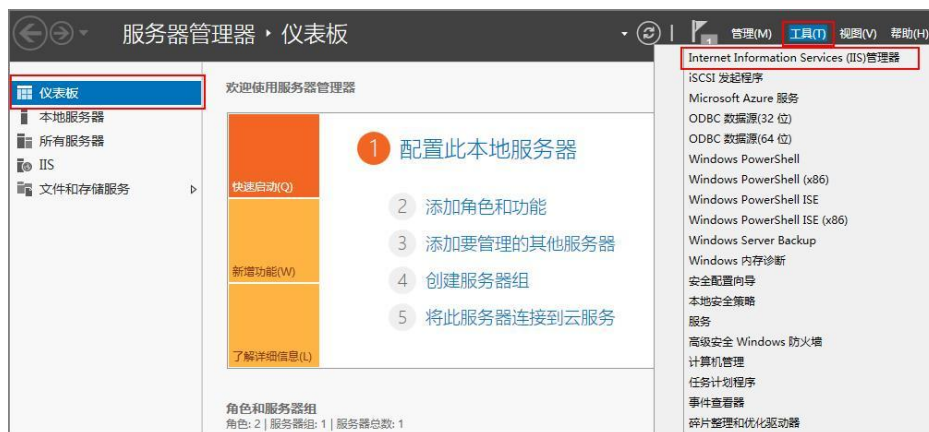 服务器管理器 ‣ 仪表板
管理(M) 工具(T) 视图(V) 帮助(H)
1
仪表板
本地服务器
所有服务器
IIS
文件和存储服务
欢迎使用服务器管理器
快速启动(Q)
新增功能(W)
了解详细信息(L)
1 配置此本地服务器
2 添加角色和功能
3 添加要管理的其他服务器
4 创建服务器组
5 将此服务器连接到云服务
角色和服务器组
角色: 2 | 服务器组: 1 | 服务器总数: 1
Internet Information Services (IIS)管理器
iSCSI 发起程序
Microsoft Azure 服务
ODBC 数据源(32 位)
ODBC 数据源(64 位)
Windows PowerShell
Windows PowerShell (x86)
Windows PowerShell ISE
Windows PowerShell ISE (x86)
Windows Server Backup
Windows 内存诊断
安全配置向导
本地安全策略
服务
高级安全 Windows 防火墙
计算机管理
任务计划程序
事件查看器
碎片整理和优化驱动器